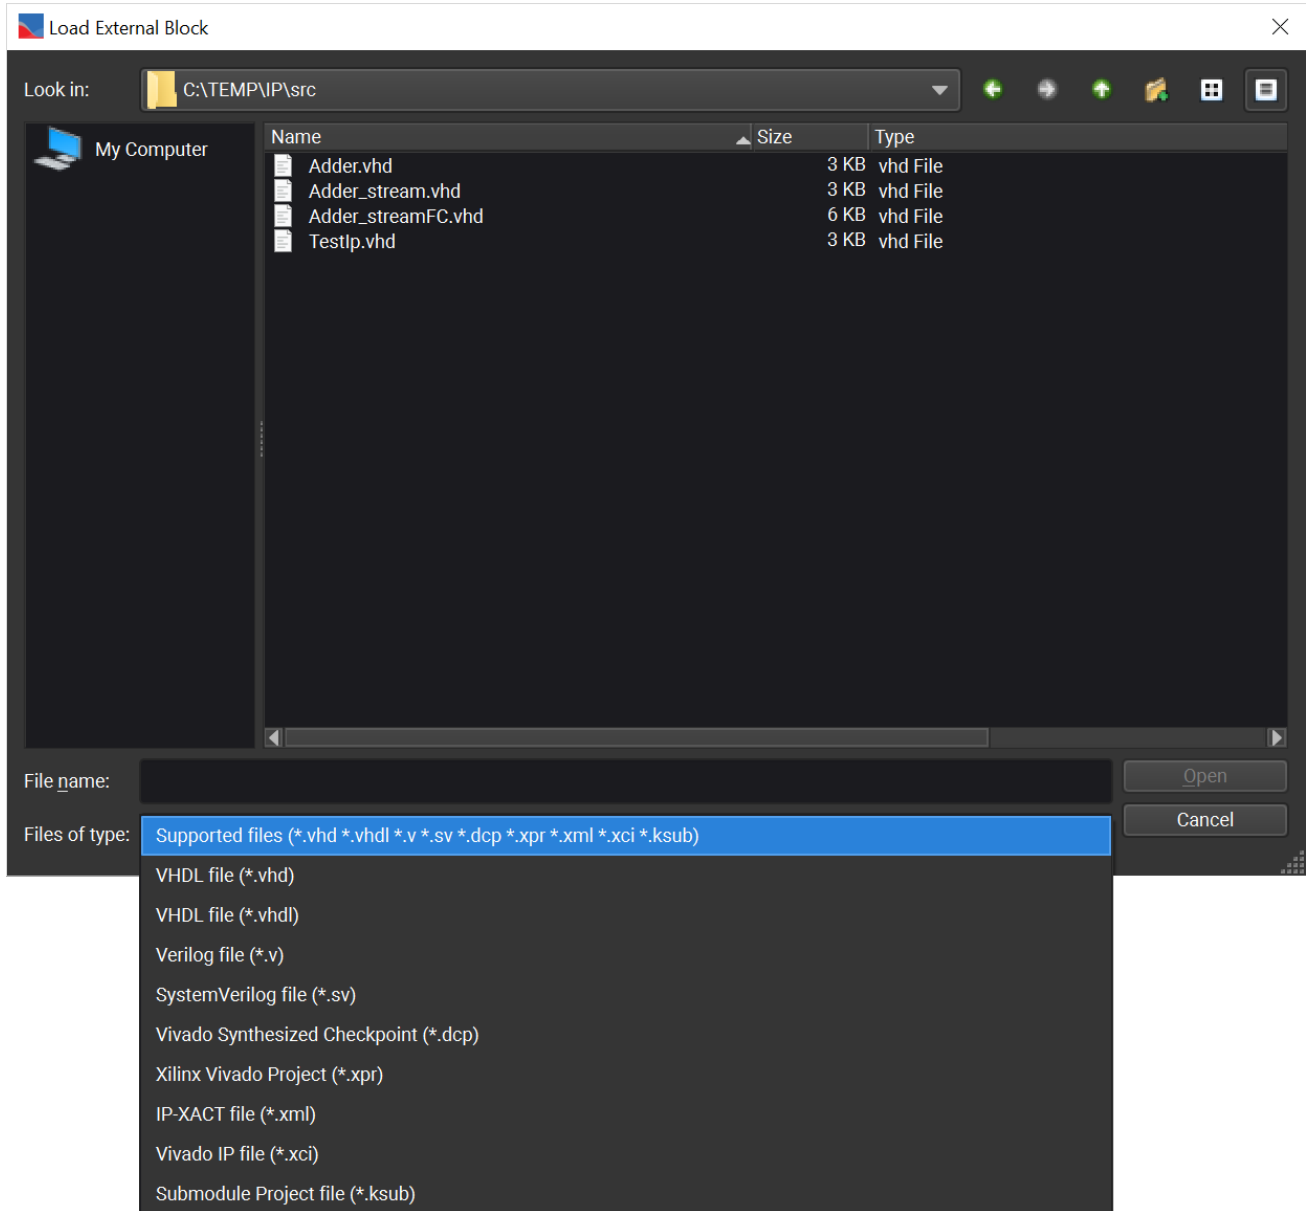 Load External Block
Look in: C:\TEMP\IP\src
My Computer
Name Size Type
Adder.vhd 3 KB vhd File
Adder_stream.vhd 3 KB vhd File
Adder_streamFC.vhd 6 KB vhd File
TestIp.vhd 3 KB vhd File
File name: Open
Files of type: Cancel
Supported files (*.vhd *.vhdl *.v *.sv *.dcp *.xpr *.xml *.xci *.ksub)
VHDL file (*.vhd)
VHDL file (*.vhdl)
Verilog file (*.v)
SystemVerilog file (*.sv)
Vivado Synthesized Checkpoint (*.dcp)
Xilinx Vivado Project (*.xpr)
IP-XACT file (*.xml)
Vivado IP file (*.xci)
Submodule Project file (*.ksub)